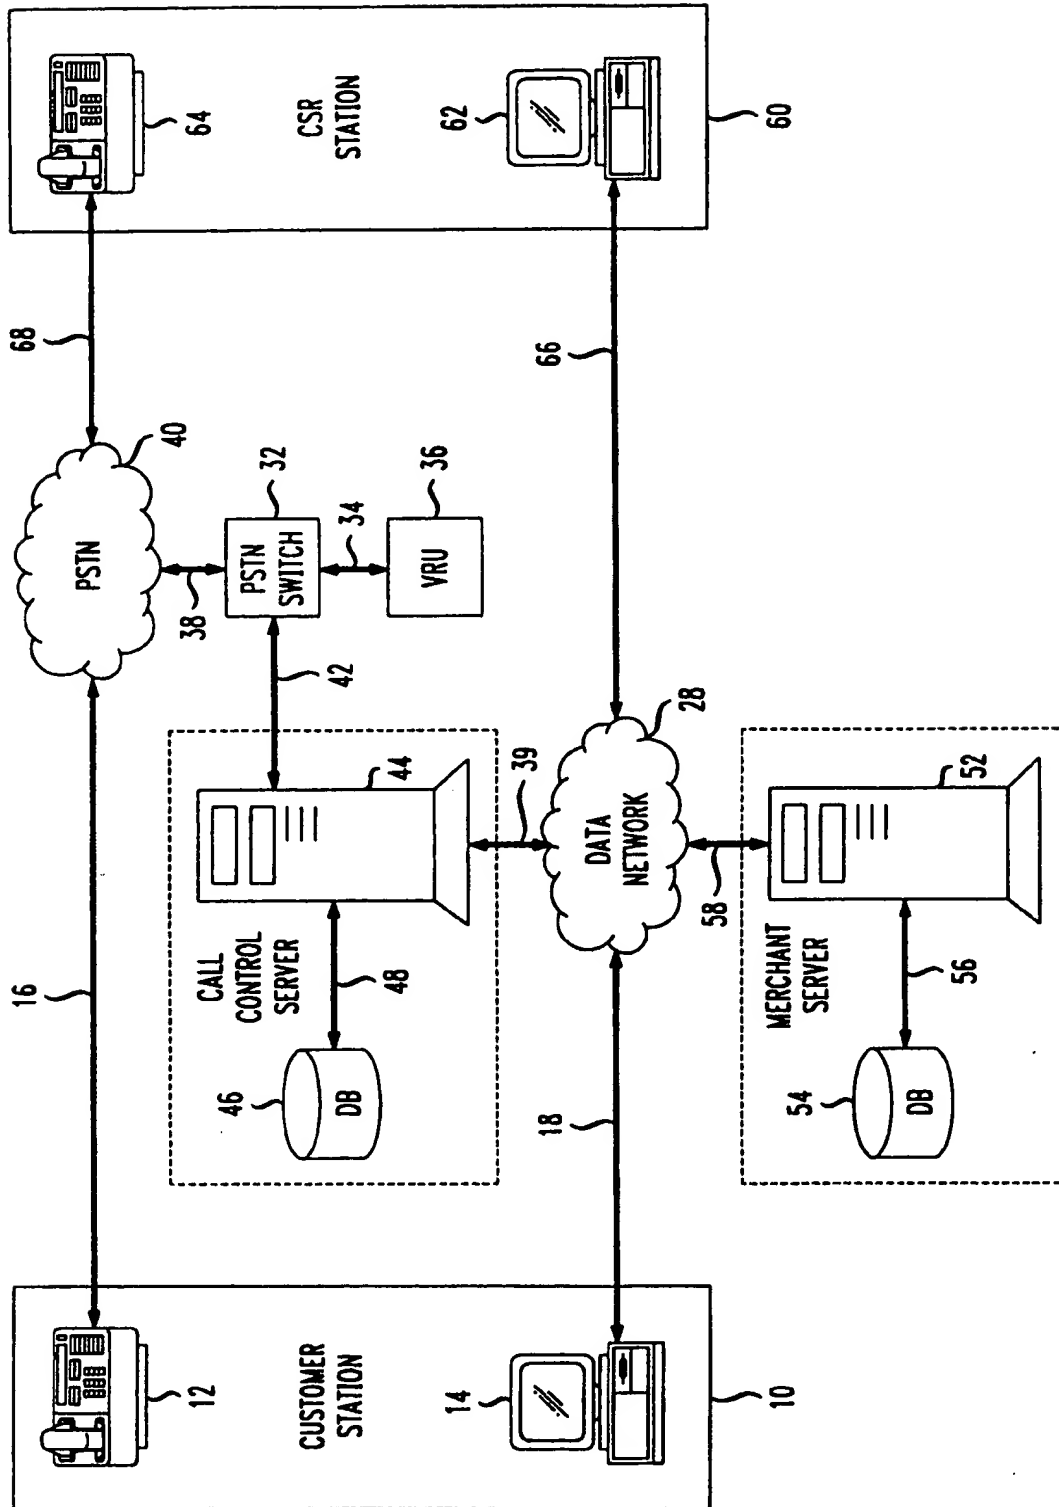 16
68
40
PSTN
38
PSTN
SWITCH
32
34
VRU
36
42
12
CUSTOMER
STATION
14
10
46
DB
48
CALL
CONTROL
SERVER
44
39
18
DATA
NETWORK
28
66
58
54
DB
56
MERCHANT
SERVER
52
64
CSR
STATION
62
60